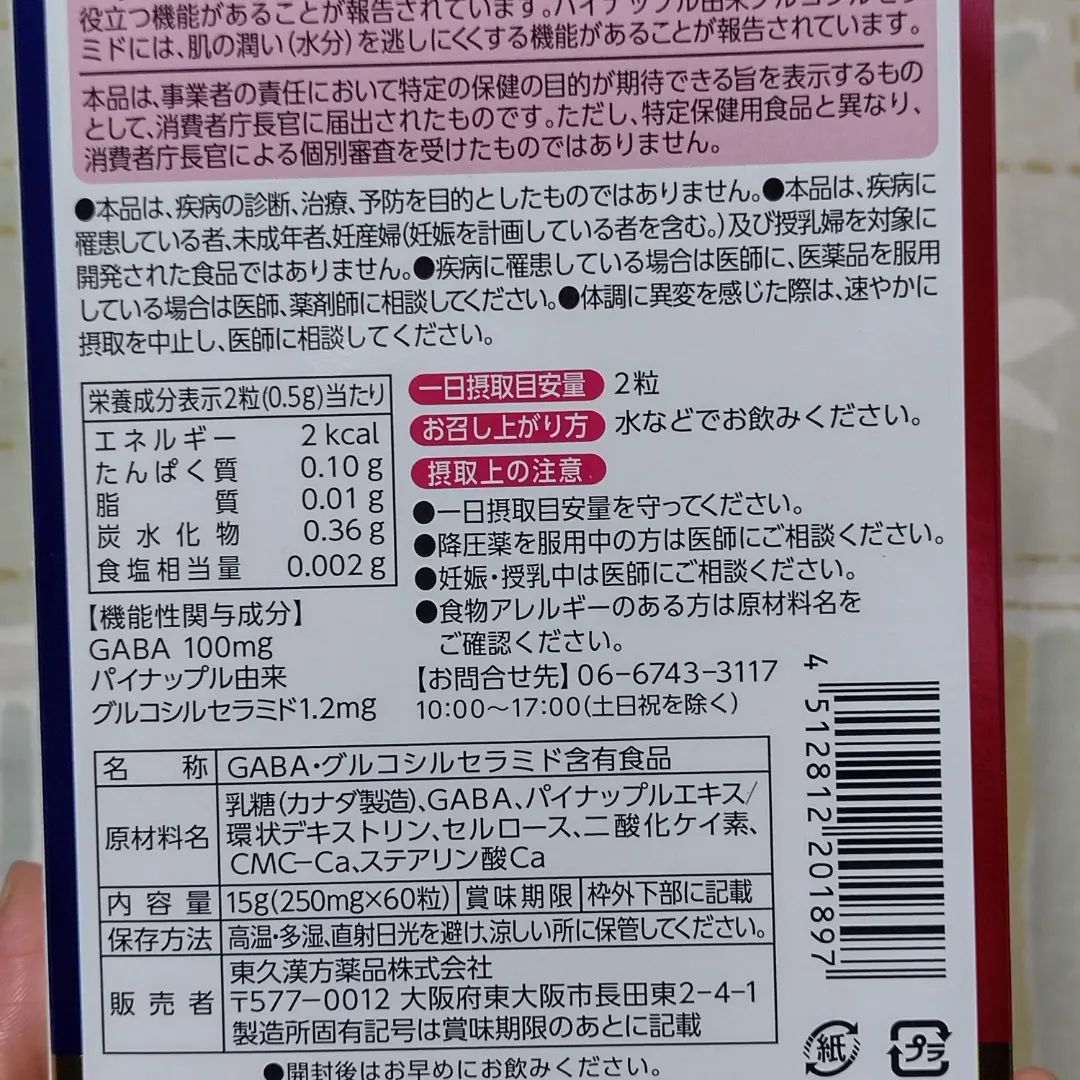 役立つ機能があることが報告されています。パイナップル由来グルコシルセラ
ミドには、肌の潤い(水分)を逃しにくくする機能があることが報告されています。
本品は、事業者の責任において特定の保健の目的が期待できる旨を表示するもの
として、消費者庁長官に届出されたものです。ただし、特定保健用食品と異なり、
消費者庁長官による個別審査を受けたものではありません。
●本品は、疾病の診断、治療、予防を目的としたものではありません。●本品は、疾病に
罹患している者、未成年者、妊産婦(妊娠を計画している者を含む。)及び授乳婦を対象に
開発された食品ではありません。●疾病に罹患している場合は医師に、医薬品を服用
している場合は医師、薬剤師に相談してください。●体調に異変を感じた際は、速やかに
摂取を中止し、医師に相談してください。
栄養成分表示2粒(0.5g)当たり
エネルギー 2 kcal
たんぱく質 0.10 g
脂質 0.01 g
炭水化物 0.36 g
食塩相当量 0.002 g
【機能性関与成分】
GABA 100mg
パイナップル由来
グルコシルセラミド1.2mg
一日摂取目安量 2粒
お召し上がり方 水などでお飲みください。
摂取上の注意
●一日摂取目安量を守ってください。
●降圧薬を服用中の方は医師にご相談ください。
●妊娠・授乳中は医師にご相談ください。
●食物アレルギーのある方は原材料名を
ご確認ください。
【お問合せ先】06-6743-3117
10:00〜17:00(土日祝を除く)
4 512812 201897
名称 GABA・グルコシルセラミド含有食品
原材料名 乳糖(カナダ製造)、GABA、パイナップルエキス/
環状デキストリン、セルロース、二酸化ケイ素、
CMC-Ca、ステアリン酸Ca
内容量 15g(250mg×60粒) 賞味期限 枠外下部に記載
保存方法 高温・多湿、直射日光を避け、涼しい所に保管してください。
販売者 東久漢方薬品株式会社
〒577-0012 大阪府東大阪市長田東2-4-1
製造所固有記号は賞味期限のあとに記載
●開封後はお早めにお飲みください。
紙 プラ